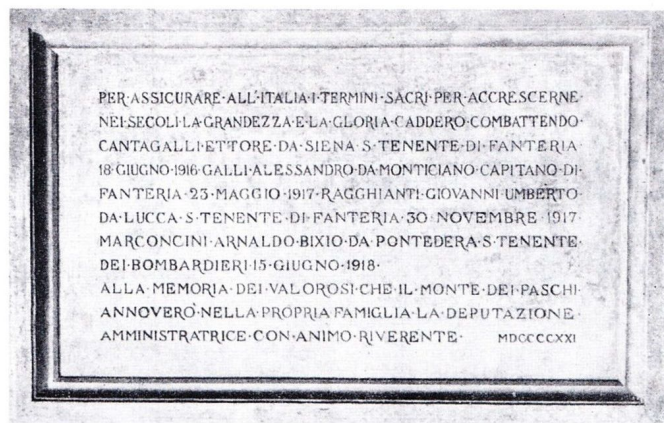 PER·ASSICURARE·ALL'ITALIA·I·TERMINI·SACRI·PER·ACCRESCERNE·
NEI·SECOLI·LA·GRANDEZZA·E·LA·GLORIA·CADDERO·COMBATTENDO·
CANTAGALLI·ETTORE·DA·SIENA·S·TENENTE·DI·FANTERIA
18·GIUGNO·1916·GALLI·ALESSANDRO·DA·MONTICIANO·CAPITANO·DI·
FANTERIA·23·MAGGIO·1917·RAGGHIANTI·GIOVANNI·UMBERTO·
DA·LUCCA·S·TENENTE·DI·FANTERIA·30·NOVEMBRE·1917·
MARCONCINI·ARNALDO·BIXIO·DA·PONTEDERA·S·TENENTE·
DEI·BOMBARDIERI·15·GIUGNO·1918·
ALLA·MEMORIA·DEI·VALOROSI·CHE·IL·MONTE·DEI·PASCHI·
ANNOVERO'·NELLA·PROPRIA·FAMIGLIA·LA·DEPUTAZIONE·
AMMINISTRATRICE·CON·ANIMO·RIVERENTE· MDCCCCXXI